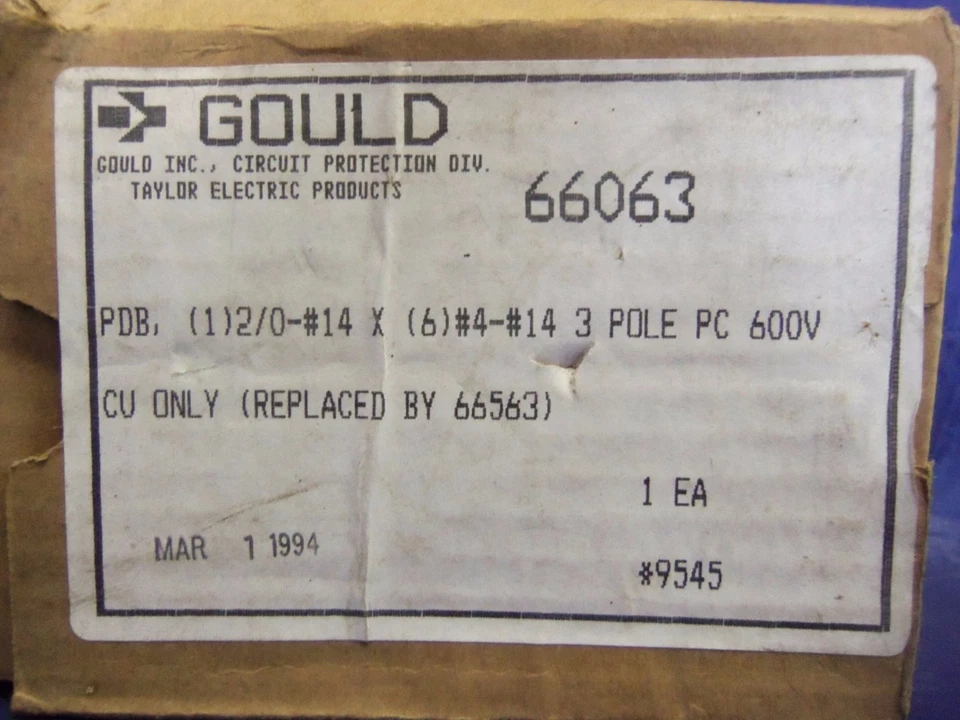 GOULD
GOULD INC., CIRCUIT PROTECTION DIV.
TAYLOR ELECTRIC PRODUCTS
66063
PDB, (1)2/0-#14 X (6)#4-#14 3 POLE PC 600V
CU ONLY (REPLACED BY 66563)
1 EA
MAR 1 1994
#9545